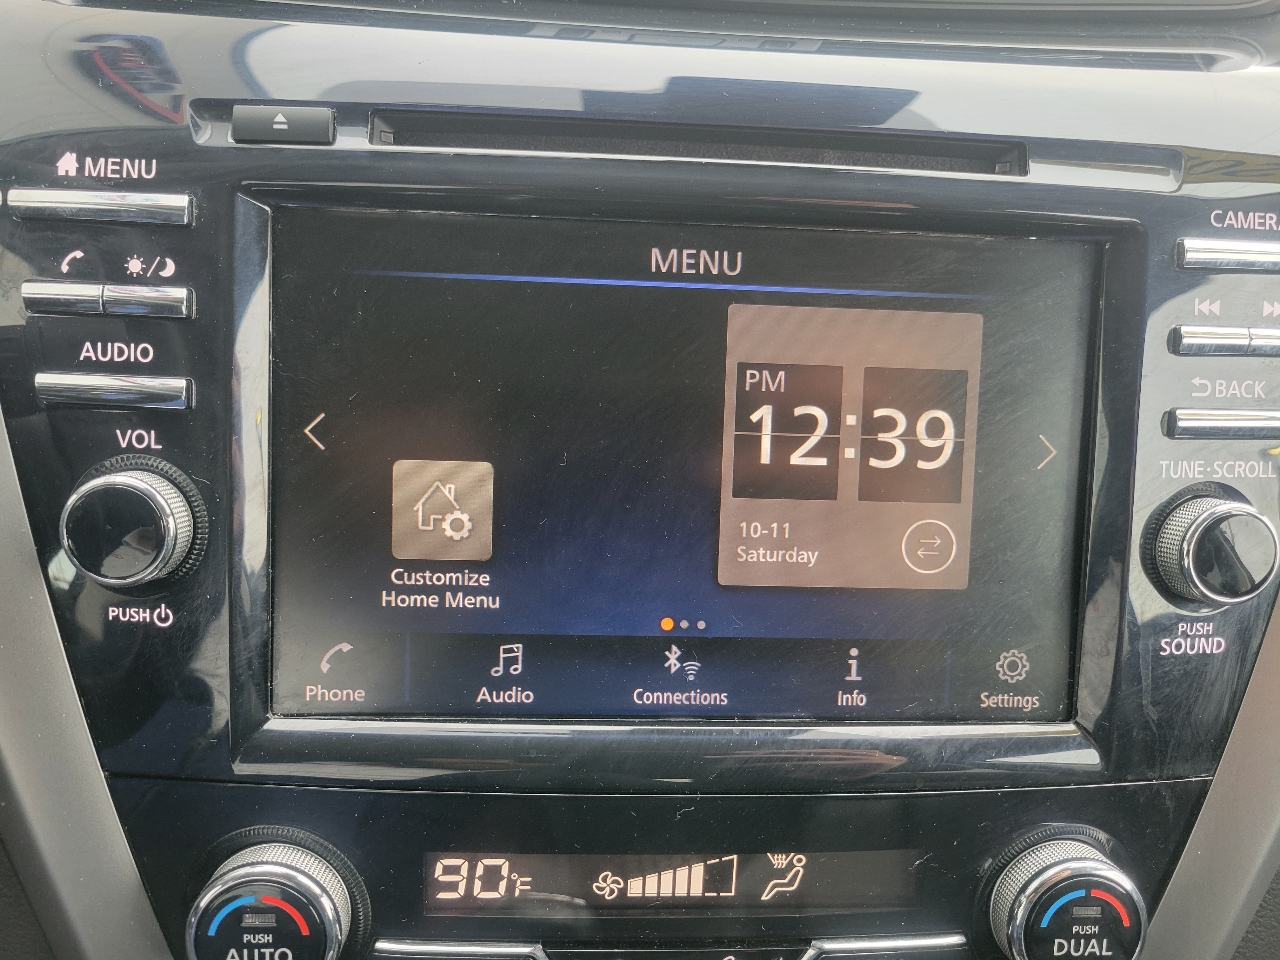 MENU
AUDIO
VOL
PUSH
MENU
PM
12:39
10-11
Saturday
Customize
Home Menu
Phone
Audio
Connections
Info
Settings
CAMERA
BACK
TUNE·SCROLL
PUSH
SOUND
90°F
PUSH
AUTO
PUSH
DUAL